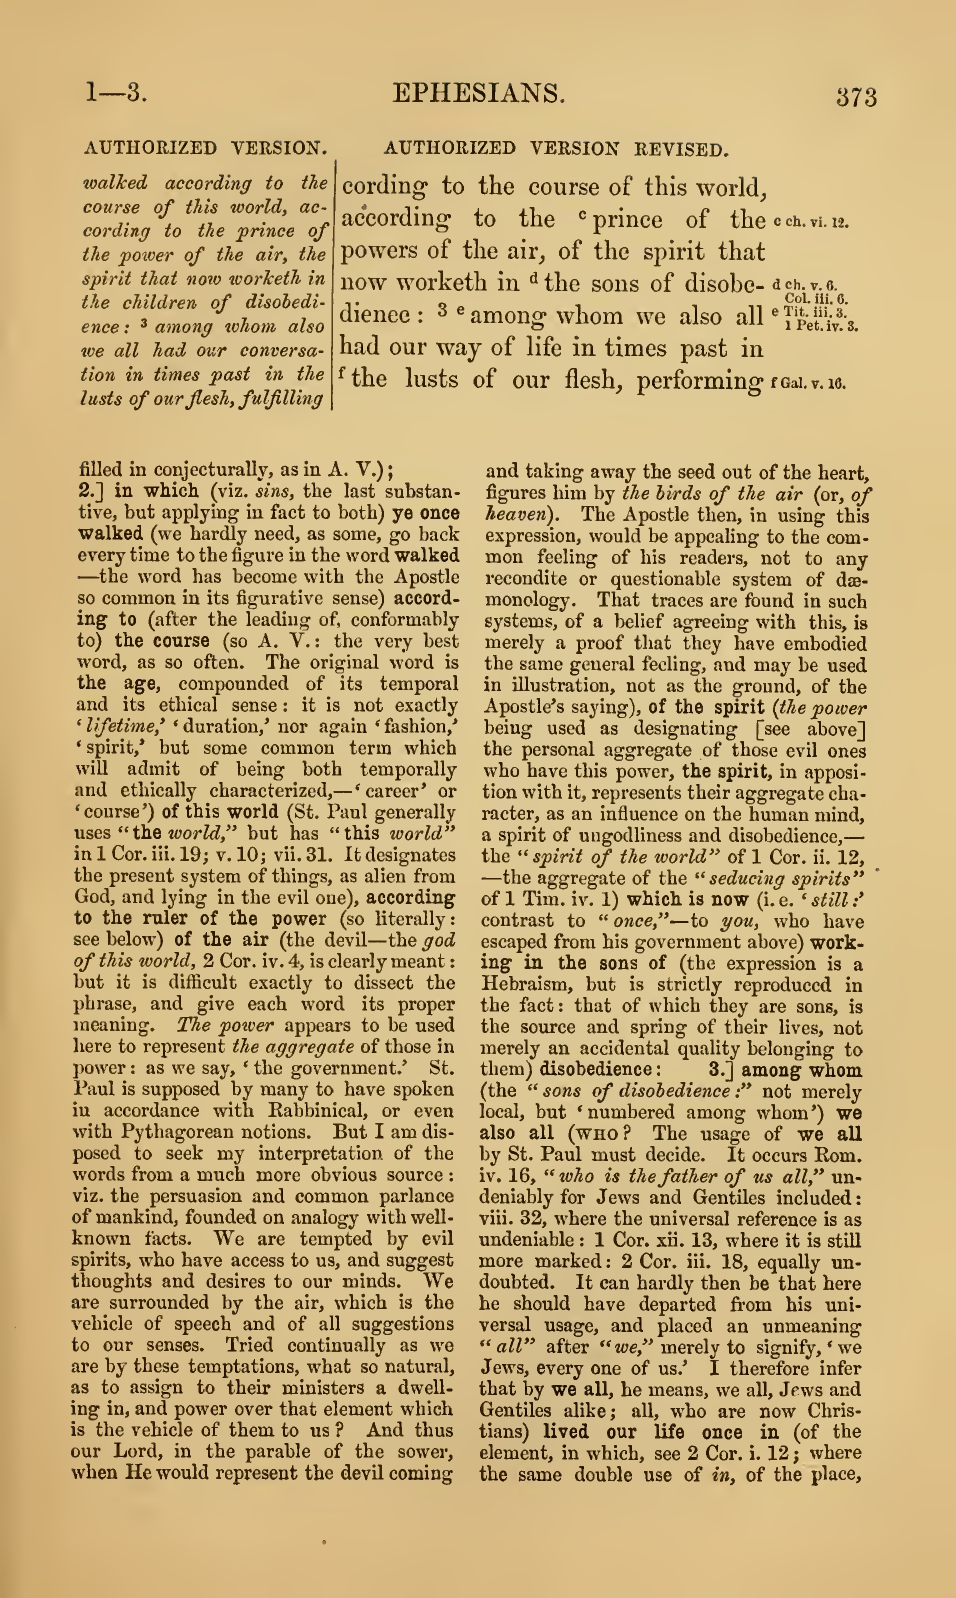 1—3.
EPHESIANS.
373
AUTHORIZED VERSION.
walked according to the
course of this world, ac-
cording to the prince of
the power of the air, the
spirit that now worketh in
the children of disobedi-
ence: 3 among whom also
we all had our conversa-
tion in times past in the
lusts of our flesh, fulfilling
AUTHORIZED VERSION REVISED.
cording to the course of this world,
according to the c prince of the
powers of the air, of the spirit that
now worketh in d the sons of disobe-
dience: 3 e among whom we also all
had our way of life in times past in
f the lusts of our flesh, performing
c ch. vi. 12.
d ch. v. 6.
Col. iii. 6.
e Tit. iii. 3.
1 Pet. iv. 3.
f Gal. v. 16.
filled in conjecturally, as in A. V.);
2.] in which (viz. sins, the last substan-
tive, but applying in fact to both) ye once
walked (we hardly need, as some, go back
every time to the figure in the word walked
—the word has become with the Apostle
so common in its figurative sense) accord-
ing to (after the leading of, conformably
to) the course (so A. V.: the very best
word, as so often. The original word is
the age, compounded of its temporal
and its ethical sense: it is not exactly
‘lifetime,’ ‘duration,’ nor again ‘fashion,’
‘spirit,’ but some common term which
will admit of being both temporally
and ethically characterized,—‘career’ or
‘course’) of this world (St. Paul generally
uses “the world,” but has “this world”
in 1 Cor. iii. 19; v. 10; vii. 31. It designates
the present system of things, as alien from
God, and lying in the evil one), according
to the ruler of the power (so literally:
see below) of the air (the devil—the god
of this world, 2 Cor. iv. 4, is clearly meant:
but it is difficult exactly to dissect the
phrase, and give each word its proper
meaning. The power appears to be used
here to represent the aggregate of those in
power: as we say, ‘the government.’ St.
Paul is supposed by many to have spoken
in accordance with Rabbinical, or even
with Pythagorean notions. But I am dis-
posed to seek my interpretation of the
words from a much more obvious source:
viz. the persuasion and common parlance
of mankind, founded on analogy with well-
known facts. We are tempted by evil
spirits, who have access to us, and suggest
thoughts and desires to our minds. We
are surrounded by the air, which is the
vehicle of speech and of all suggestions
to our senses. Tried continually as we
are by these temptations, what so natural,
as to assign to their ministers a dwell-
ing in, and power over that element which
is the vehicle of them to us? And thus
our Lord, in the parable of the sower,
when He would represent the devil coming
and taking away the seed out of the heart,
figures him by the birds of the air (or, of
heaven). The Apostle then, in using this
expression, would be appealing to the com-
mon feeling of his readers, not to any
recondite or questionable system of dæ-
monology. That traces are found in such
systems, of a belief agreeing with this, is
merely a proof that they have embodied
the same general feeling, and may be used
in illustration, not as the ground, of the
Apostle's saying), of the spirit (the power
being used as designating [see above]
the personal aggregate of those evil ones
who have this power, the spirit, in apposi-
tion with it, represents their aggregate cha-
racter, as an influence on the human mind,
a spirit of ungodliness and disobedience,—
the “spirit of the world” of 1 Cor. ii. 12,
—the aggregate of the “seducing spirits”
of 1 Tim. iv. 1) which is now (i. e. ‘still:’
contrast to “once,”—to you, who have
escaped from his government above) work-
ing in the sons of (the expression is a
Hebraism, but is strictly reproduced in
the fact: that of which they are sons, is
the source and spring of their lives, not
merely an accidental quality belonging to
them) disobedience: 3.] among whom
(the “sons of disobedience:” not merely
local, but ‘numbered among whom’) we
also all (WHO? The usage of we all
by St. Paul must decide. It occurs Rom.
iv. 16, “who is the father of us all,” un-
deniably for Jews and Gentiles included:
viii. 32, where the universal reference is as
undeniable: 1 Cor. xii. 13, where it is still
more marked: 2 Cor. iii. 18, equally un-
doubted. It can hardly then be that here
he should have departed from his uni-
versal usage, and placed an unmeaning
“all” after “we,” merely to signify, ‘we
Jews, every one of us.’ I therefore infer
that by we all, he means, we all, Jews and
Gentiles alike; all, who are now Chris-
tians) lived our life once in (of the
element, in which, see 2 Cor. i. 12; where
the same double use of in, of the place,